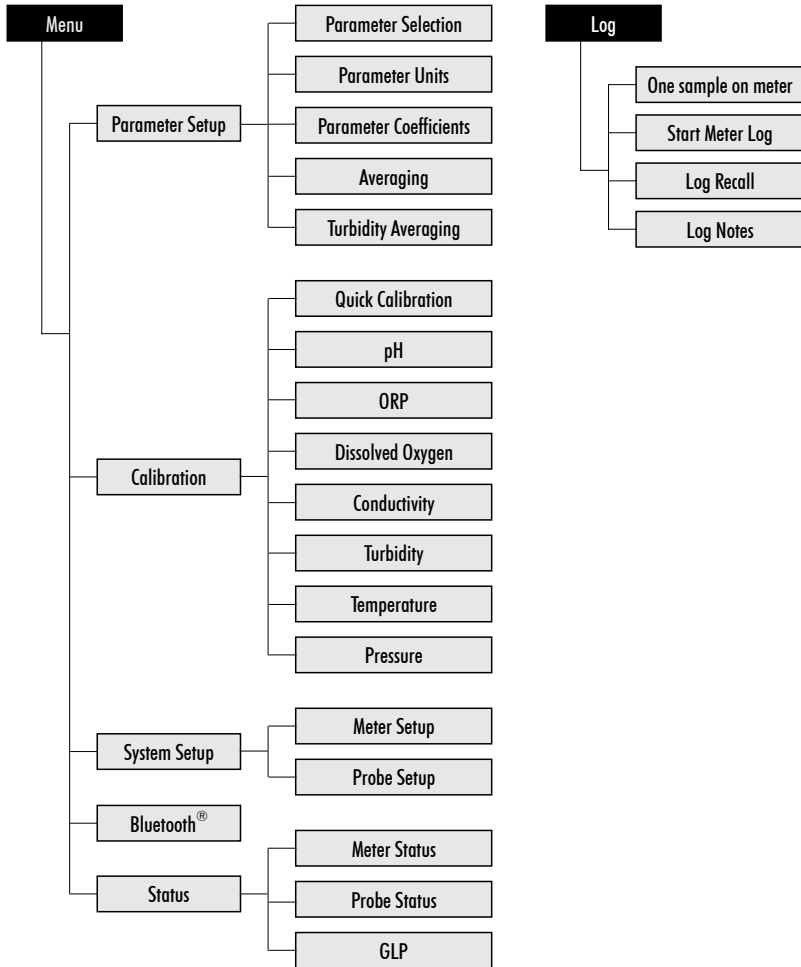 Menu
Parameter Setup
Parameter Selection
Parameter Units
Parameter Coefficients
Averaging
Turbidity Averaging
Calibration
Quick Calibration
pH
ORP
Dissolved Oxygen
Conductivity
Turbidity
Temperature
Pressure
System Setup
Meter Setup
Probe Setup
Bluetooth®
Status
Meter Status
Probe Status
GLP
Log
One sample on meter
Start Meter Log
Log Recall
Log Notes